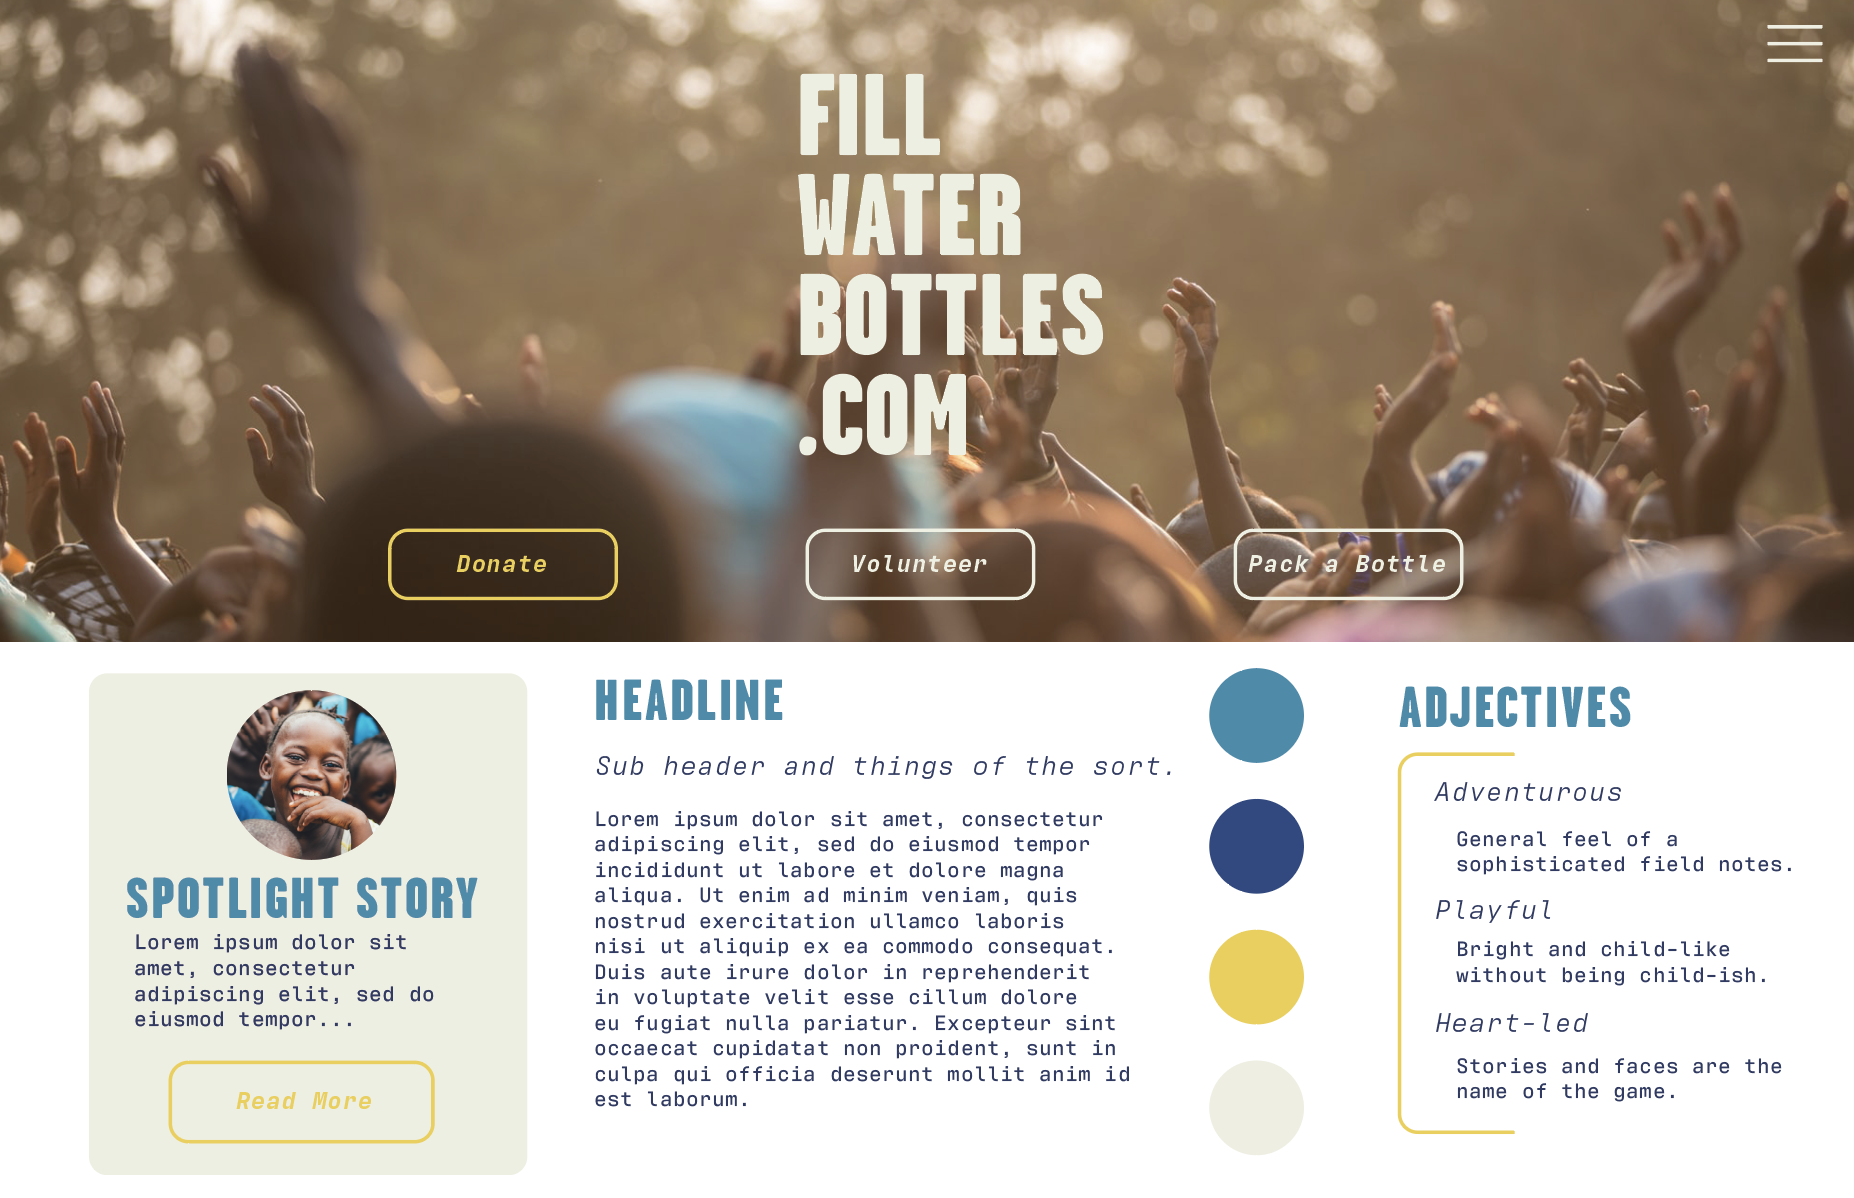 FILL
WATER
BOTTLES
.COM
Donate
Volunteer
Pack a Bottle
SPOTLIGHT STORY
Lorem ipsum dolor sit
amet, consectetur
adipiscing elit, sed do
eiusmod tempor...
Read More
HEADLINE
Sub header and things of the sort.
Lorem ipsum dolor sit amet, consectetur
adipiscing elit, sed do eiusmod tempor
incididunt ut labore et dolore magna
aliqua. Ut enim ad minim veniam, quis
nostrud exercitation ullamco laboris
nisi ut aliquip ex ea commodo consequat.
Duis aute irure dolor in reprehenderit
in voluptate velit esse cillum dolore
eu fugiat nulla pariatur. Excepteur sint
occaecat cupidatat non proident, sunt in
culpa qui officia deserunt mollit anim id
est laborum.
ADJECTIVES
Adventurous
General feel of a
sophisticated field notes.
Playful
Bright and child-like
without being child-ish.
Heart-led
Stories and faces are the
name of the game.